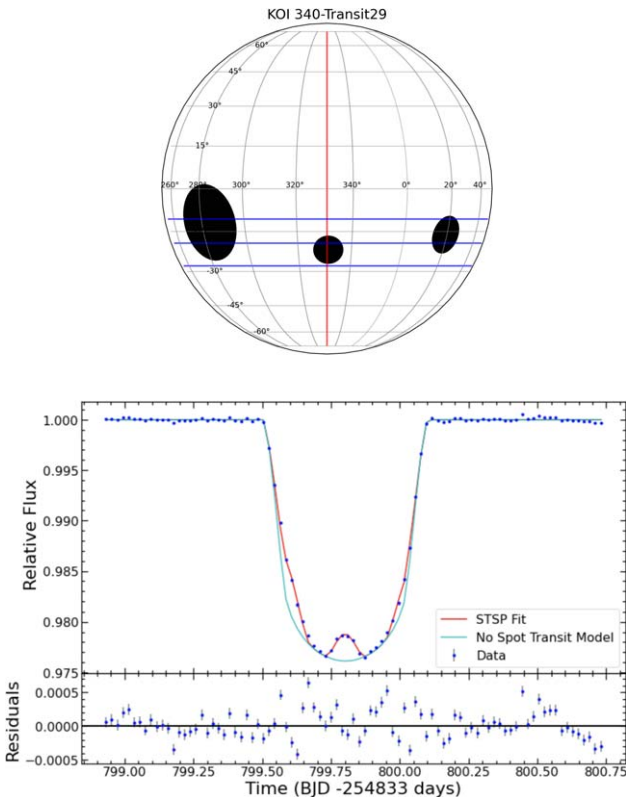 KOI 340-Transit29
60°
45°
30°
15°
260° 280° 300° 320° 340° 0° 20° 40°
-30°
-45°
-60°
1.000
0.995
0.990
0.985
0.980
0.975
Relative Flux
STSP Fit
No Spot Transit Model
Data
0.0005
0.0000
−0.0005
Residuals
799.00 799.25 799.50 799.75 800.00 800.25 800.50 800.75
Time (BJD -254833 days)